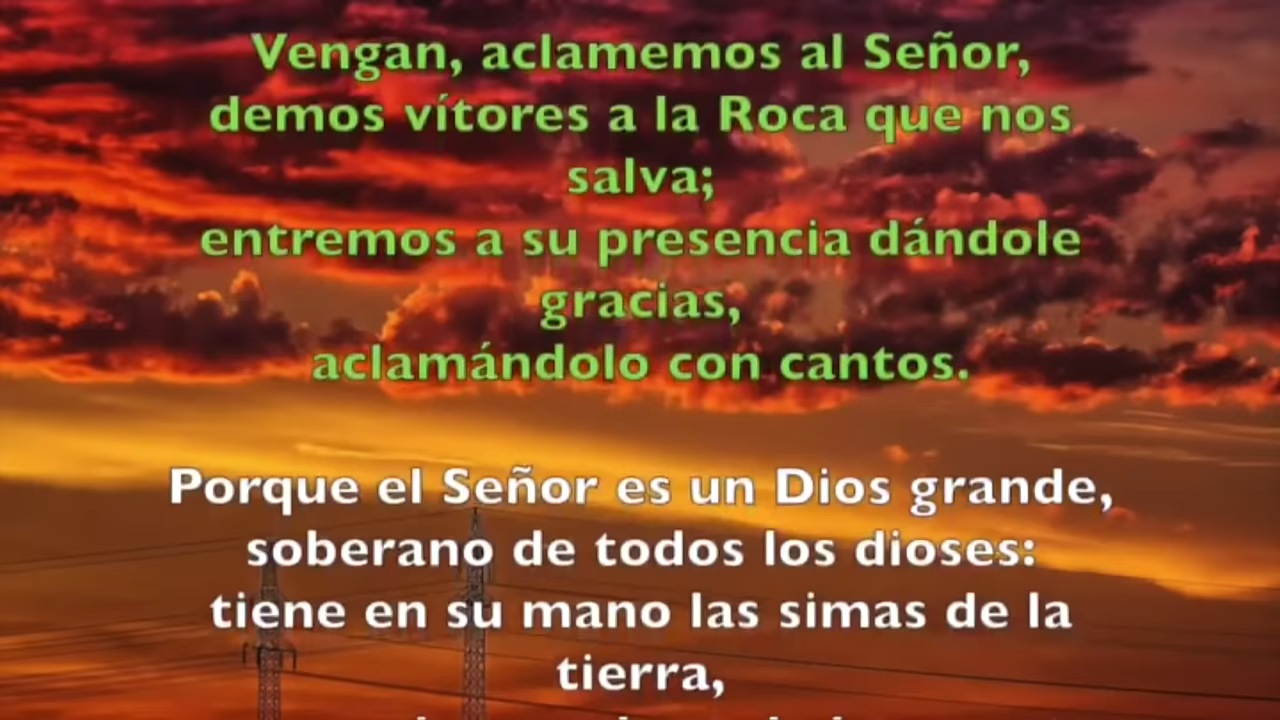 Vengan, aclamemos al Señor,
demos vítores a la Roca que nos
salva;
entremos a su presencia dándole
gracias,
aclamándolo con cantos.
Porque el Señor es un Dios grande,
soberano de todos los dioses:
tiene en su mano las simas de la
tierra,